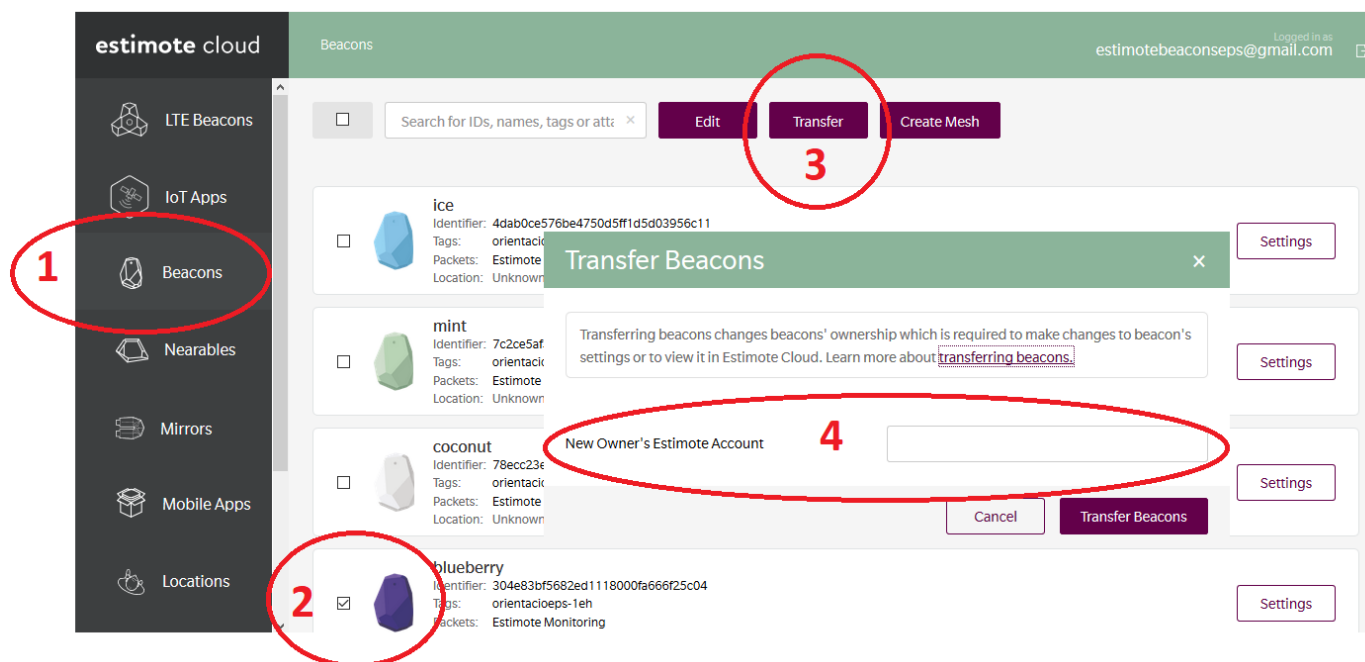 estimote cloud
Beacons
Logged in as
estimotebeaconseps@gmail.com
LTE Beacons
IoT Apps
1
Beacons
Nearables
Mirrors
Mobile Apps
Locations
Search for IDs, names, tags or atta ×
Edit
Transfer
Create Mesh
3
ice
Identifier: 4dab0ce576be4750d5ff1d5d03956c11
Tags: orientacio
Packets: Estimote
Location: Unknown
Settings
mint
Identifier: 7c2ce5af
Tags: orientacio
Packets: Estimote
Location: Unknown
Settings
coconut
Identifier: 78ecc23e
Tags: orientacio
Packets: Estimote
Location: Unknown
Settings
2
blueberry
Identifier: 304e83bf5682ed1118000fa666f25c04
Tags: orientacioeps-1eh
Packets: Estimote Monitoring
Settings
Transfer Beacons ×
Transferring beacons changes beacons' ownership which is required to make changes to beacon's
settings or to view it in Estimote Cloud. Learn more about transferring beacons.
New Owner's Estimote Account
4
Cancel
Transfer Beacons